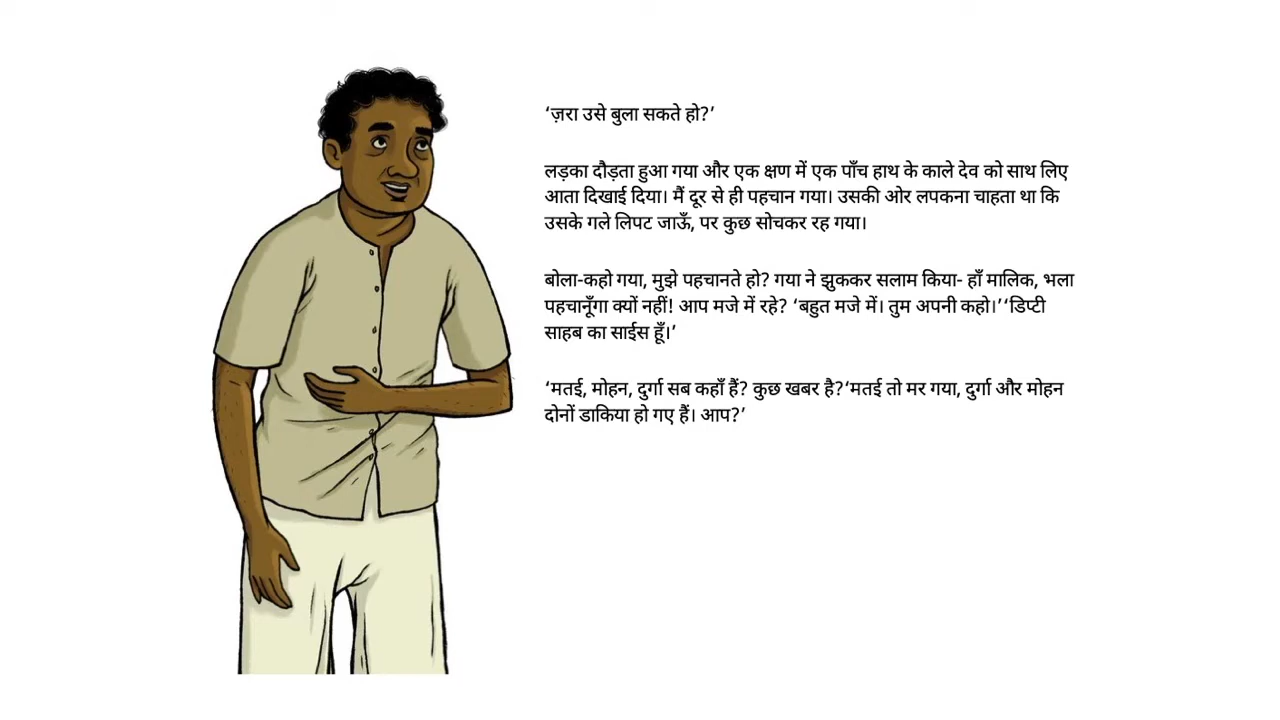 ‘ज़रा उसे बुला सकते हो?’
लड़का दौड़ता हुआ गया और एक क्षण में एक पाँच हाथ के काले देव को साथ लिए
आता दिखाई दिया। मैं दूर से ही पहचान गया। उसकी ओर लपकना चाहता था कि
उसके गले लिपट जाऊँ, पर कुछ सोचकर रह गया।
बोला-कहो गया, मुझे पहचानते हो? गया ने झुककर सलाम किया- हाँ मालिक, भला
पहचानूँगा क्यों नहीं! आप मजे में रहे? ‘बहुत मजे में। तुम अपनी कहो।’‘डिप्टी
साहब का साईस हूँ।’
‘मतई, मोहन, दुर्गा सब कहाँ हैं? कुछ खबर है?‘मतई तो मर गया, दुर्गा और मोहन
दोनों डाकिया हो गए हैं। आप?’